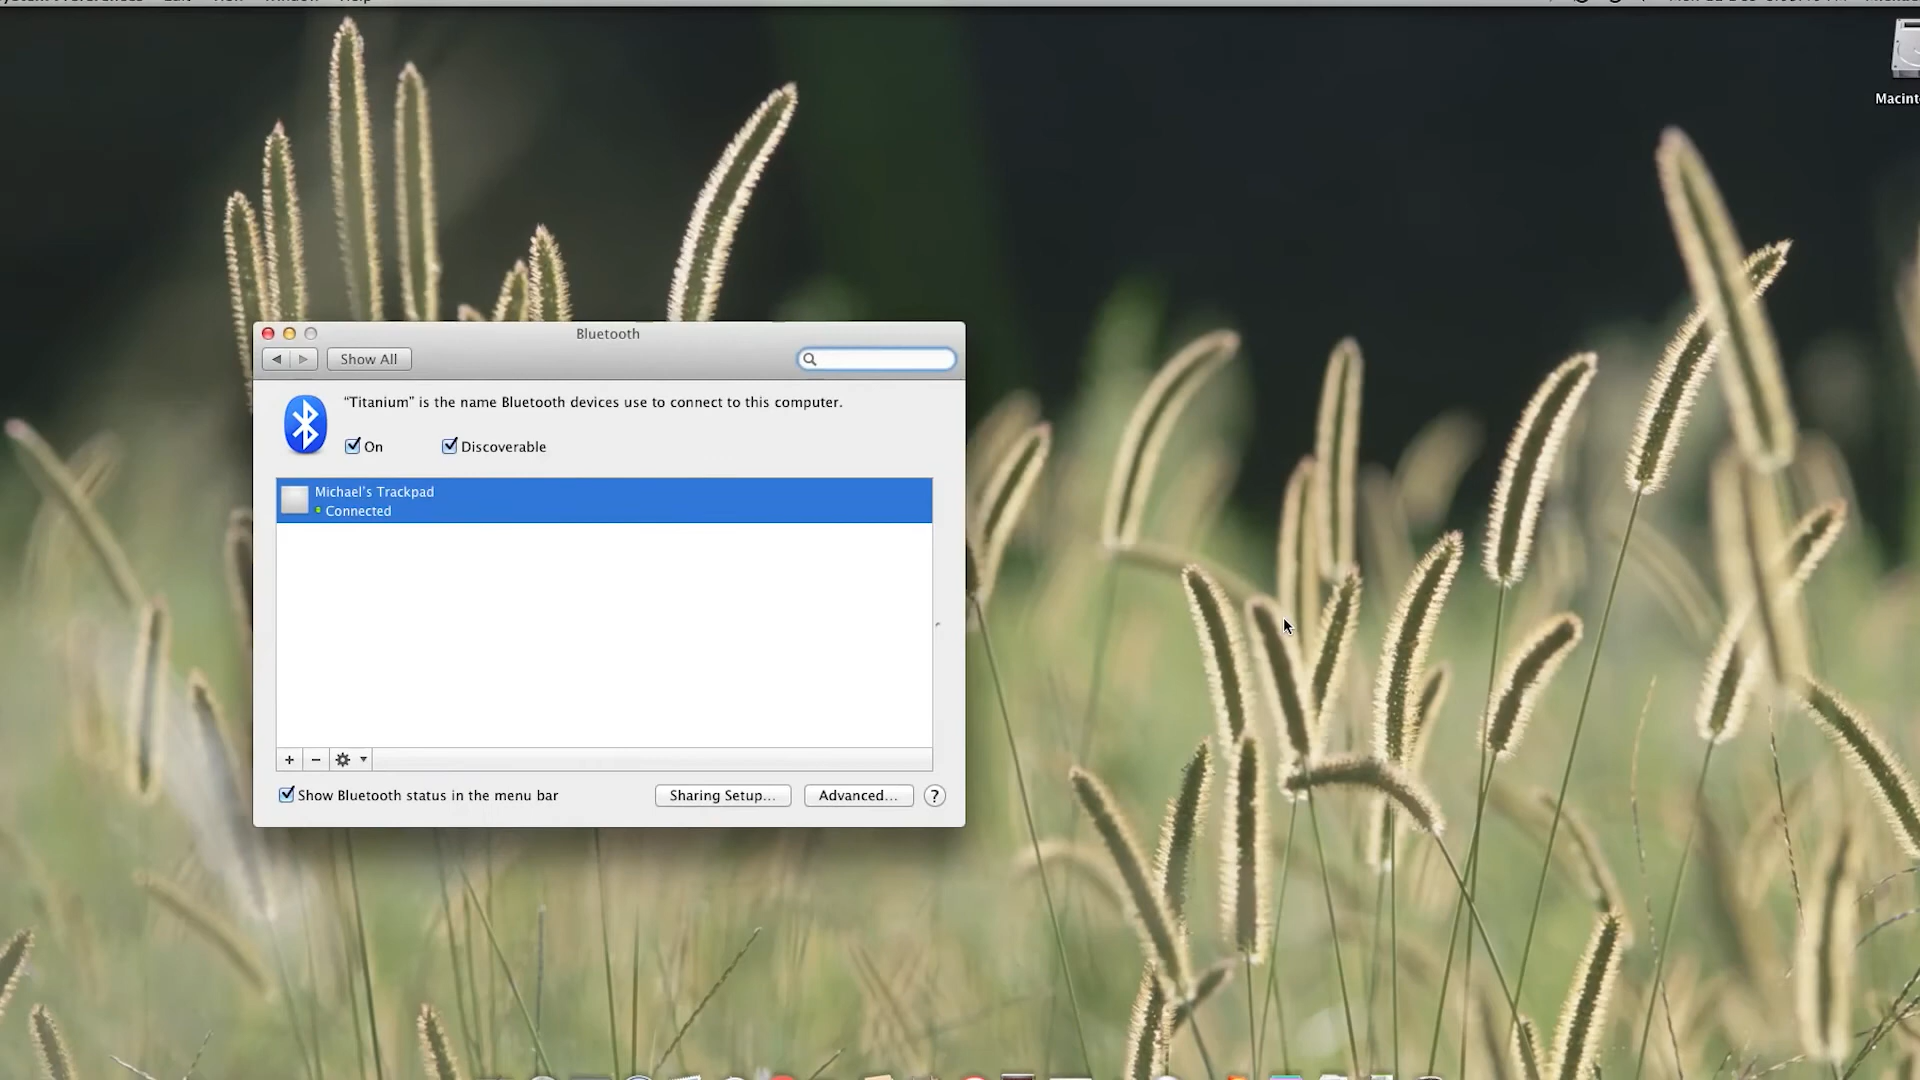 Macint
Bluetooth
Show All
“Titanium” is the name Bluetooth devices use to connect to this computer.
On
Discoverable
Michael's Trackpad
Connected
Show Bluetooth status in the menu bar
Sharing Setup...
Advanced...
?